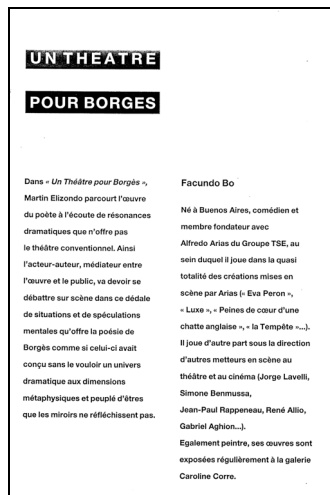 UN THEATRE
POUR BORGES
Dans « Un Théâtre pour Borgès »,
Martin Elizondo parcourt l'œuvre
du poète à l'écoute de résonances
dramatiques que n'offre pas
le théâtre conventionnel. Ainsi
l'acteur-auteur, médiateur entre
l'œuvre et le public, va devoir se
débattre sur scène dans ce dédale
de situations et de spéculations
mentales qu'offre la poésie de
Borgès comme si celui-ci avait
conçu sans le vouloir un univers
dramatique aux dimensions
métaphysiques et peuplé d'êtres
que les miroirs ne réfléchissent pas.
Facundo Bo
Né à Buenos Aires, comédien et
membre fondateur avec
Alfredo Arias du Groupe TSE, au
sein duquel il joue dans la quasi
totalité des créations mises en
scène par Arias (« Eva Peron »,
« Luxe », « Peines de cœur d'une
chatte anglaise », « la Tempête »...).
Il joue d'autre part sous la direction
d'autres metteurs en scène au
théâtre et au cinéma (Jorge Lavelli,
Simone Benmussa,
Jean-Paul Rappeneau, René Allio,
Gabriel Aghion...).
Egalement peintre, ses œuvres sont
exposées régulièrement à la galerie
Caroline Corre.